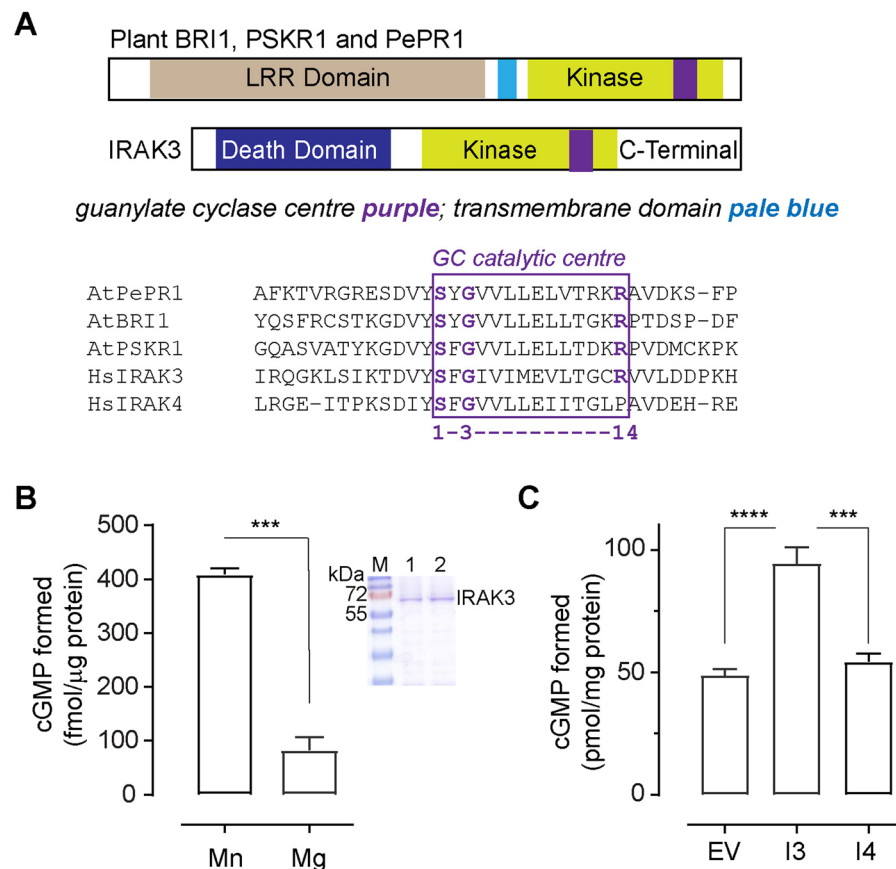 A
Plant BRI1, PSKR1 and PePR1
LRR Domain Kinase
IRAK3 Death Domain Kinase C-Terminal
guanylate cyclase centre purple; transmembrane domain pale blue
GC catalytic centre
AtPePR1 AFKTVRGRESDVYSYGVVLLELVTRKRAVDKS-FP
AtBRI1 YQSFRCSTKGDVYSYGVVLLELLTGKRPTDSP-DF
AtPSKR1 GQASVATYKGDVYSFGVVLLELLTDKRPVDMCKPK
HsIRAK3 IRQGKLSIKTDVYSFGIVIMEVLTGCRVVLDDPKH
HsIRAK4 LRGE-ITPKSDIYSFGVVLLEIITGLPAVDEH-RE
1-3----------14
B
cGMP formed
(fmol/µg protein)
500
400
300
200
100
0
***
Mn Mg
kDa M 1 2
72
55
IRAK3
C
cGMP formed
(pmol/mg protein)
100
50
0
**** ***
EV I3 I4